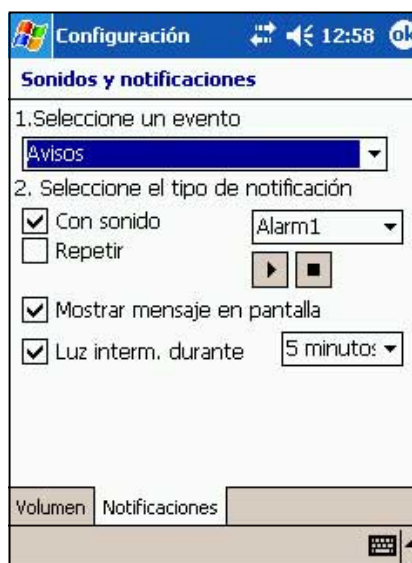 Configuración 12:58 ok
Sonidos y notificaciones
1.Seleccione un evento
Avisos
2. Seleccione el tipo de notificación
Con sonido Alarm1
Repetir
Mostrar mensaje en pantalla
Luz interm. durante 5 minutos
Volumen Notificaciones